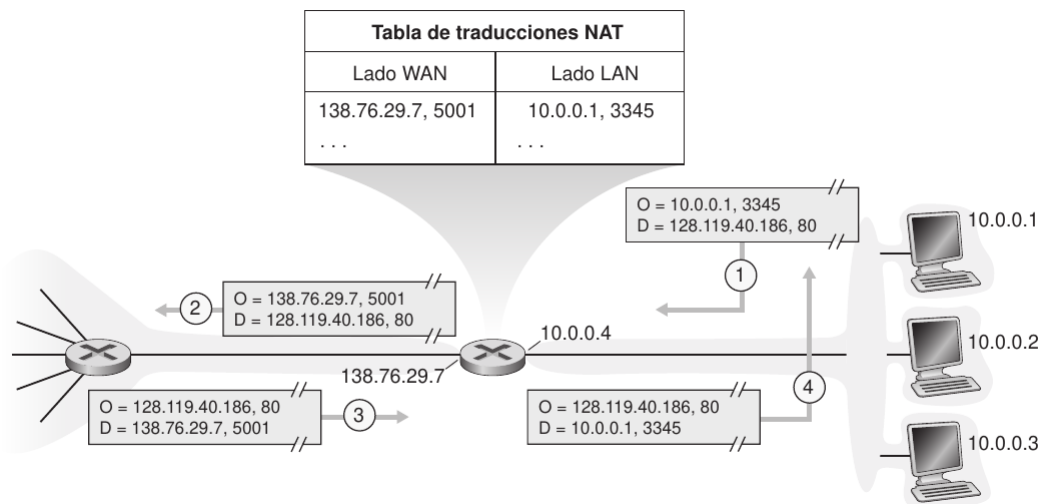 Tabla de traducciones NAT
Lado WAN Lado LAN
138.76.29.7, 5001 10.0.0.1, 3345
. . . . . .
O = 10.0.0.1, 3345
D = 128.119.40.186, 80
10.0.0.1
1
2
O = 138.76.29.7, 5001
D = 128.119.40.186, 80
10.0.0.4
10.0.0.2
138.76.29.7
4
O = 128.119.40.186, 80
D = 138.76.29.7, 5001
3
O = 128.119.40.186, 80
D = 10.0.0.1, 3345
10.0.0.3